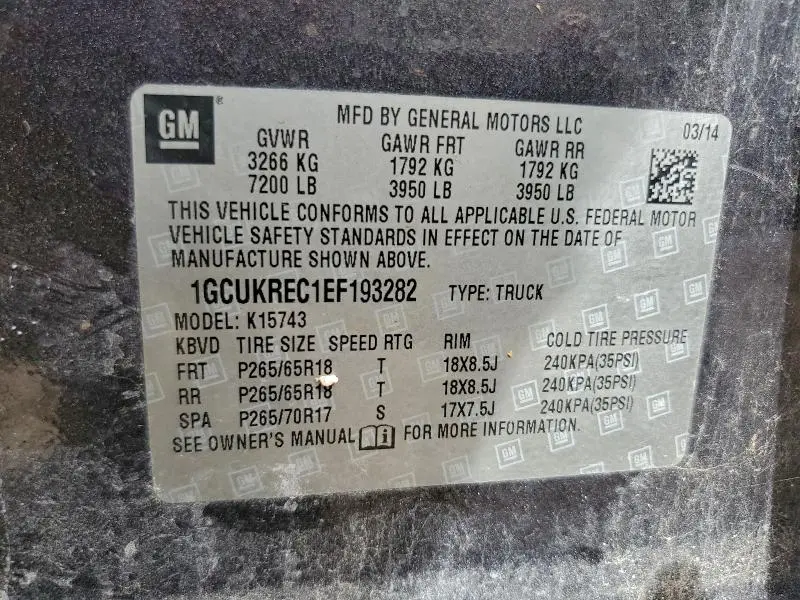 GM®
MFD BY GENERAL MOTORS LLC 03/14
GVWR GAWR FRT GAWR RR
3266 KG 1792 KG 1792 KG
7200 LB 3950 LB 3950 LB
THIS VEHICLE CONFORMS TO ALL APPLICABLE U.S. FEDERAL MOTOR
VEHICLE SAFETY STANDARDS IN EFFECT ON THE DATE OF
MANUFACTURE SHOWN ABOVE.
1GCUKREC1EF193282 TYPE: TRUCK
MODEL: K15743
KBVD TIRE SIZE SPEED RTG RIM COLD TIRE PRESSURE
FRT P265/65R18 T 18X8.5J 240KPA(35PSI)
RR P265/65R18 T 18X8.5J 240KPA(35PSI)
SPA P265/70R17 S 17X7.5J 240KPA(35PSI)
SEE OWNER'S MANUAL FOR MORE INFORMATION.